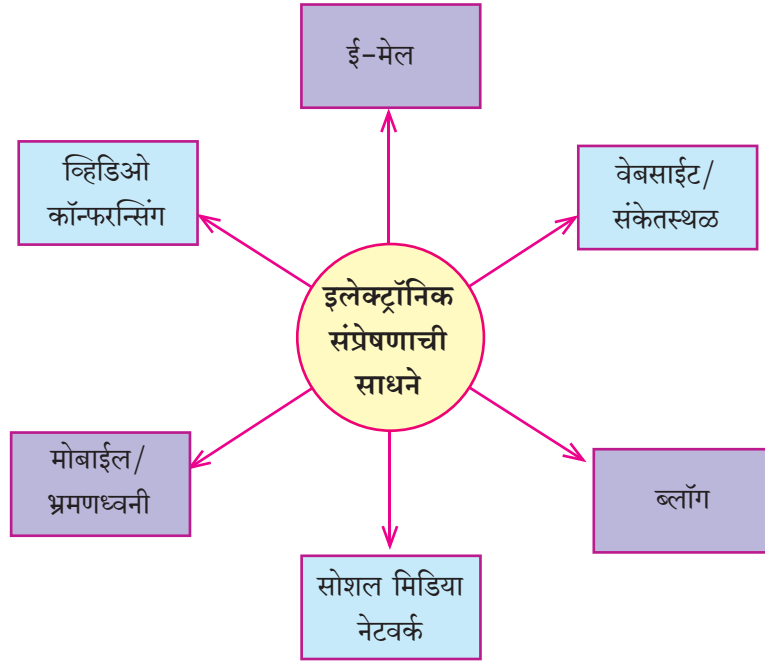 ई-मेल
व्हिडिओ
कॉन्फरन्सिंग
वेबसाईट/
संकेतस्थळ
इलेक्ट्रॉनिक
संप्रेषणाची
साधने
मोबाईल/
भ्रमणध्वनी
ब्लॉग
सोशल मिडिया
नेटवर्क